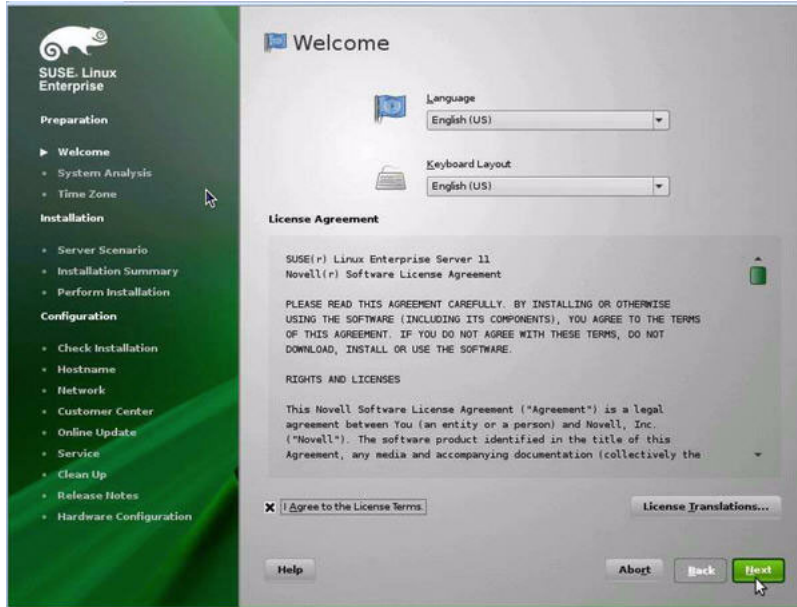 SUSE. Linux
Enterprise
Preparation
Welcome
System Analysis
Time Zone
Installation
Server Scenario
Installation Summary
Perform Installation
Configuration
Check Installation
Hostname
Network
Customer Center
Online Update
Service
Clean Up
Release Notes
Hardware Configuration
Welcome
Language
English (US)
Keyboard Layout
English (US)
License Agreement
SUSE(r) Linux Enterprise Server 11
Novell(r) Software License Agreement
PLEASE READ THIS AGREEMENT CAREFULLY. BY INSTALLING OR OTHERWISE
USING THE SOFTWARE (INCLUDING ITS COMPONENTS), YOU AGREE TO THE TERMS
OF THIS AGREEMENT. IF YOU DO NOT AGREE WITH THESE TERMS, DO NOT
DOWNLOAD, INSTALL OR USE THE SOFTWARE.
RIGHTS AND LICENSES
This Novell Software License Agreement ("Agreement") is a legal
agreement between You (an entity or a person) and Novell, Inc.
("Novell"). The software product identified in the title of this
Agreement, any media and accompanying documentation (collectively the
I Agree to the License Terms.
License Translations...
Help
Abort
Back
Next